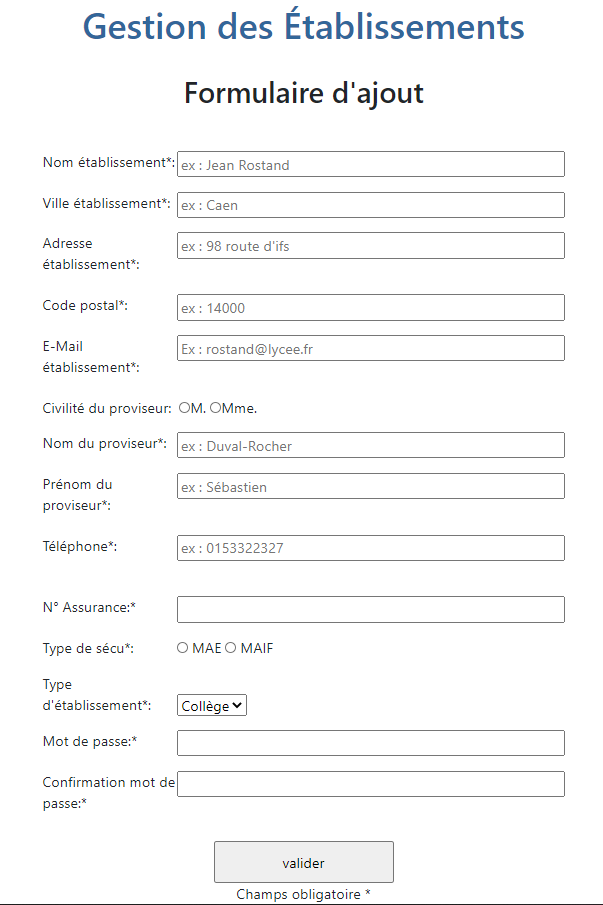 Gestion des Établissements
Formulaire d'ajout
Nom établissement*: ex : Jean Rostand
Ville établissement*: ex : Caen
Adresse
établissement*: ex : 98 route d'ifs
Code postal*: ex : 14000
E-Mail
établissement*: Ex : rostand@lycee.fr
Civilité du proviseur: M. Mme.
Nom du proviseur*: ex : Duval-Rocher
Prénom du
proviseur*: ex : Sébastien
Téléphone*: ex : 0153322327
N° Assurance:*
Type de sécu*: MAE MAIF
Type
d'établissement*: Collège
Mot de passe:*
Confirmation mot de
passe:*
valider
Champs obligatoire *